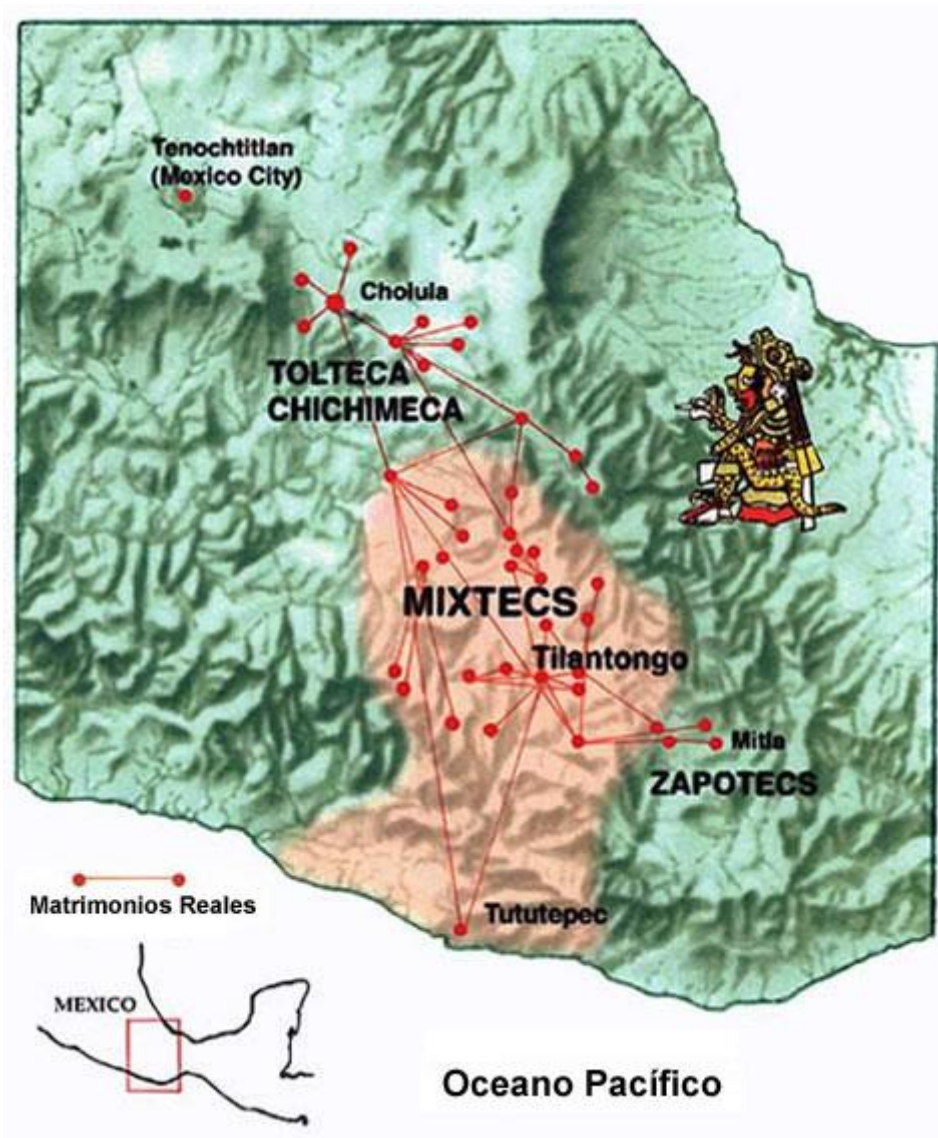 Tenochtitlan
(Mexico City)
Cholula
TOLTECA
CHICHIMECA
MIXTECS
Tilantongo
Mitla
ZAPOTECS
Matrimonios Reales
Tututepec
MEXICO
Oceano Pacífico